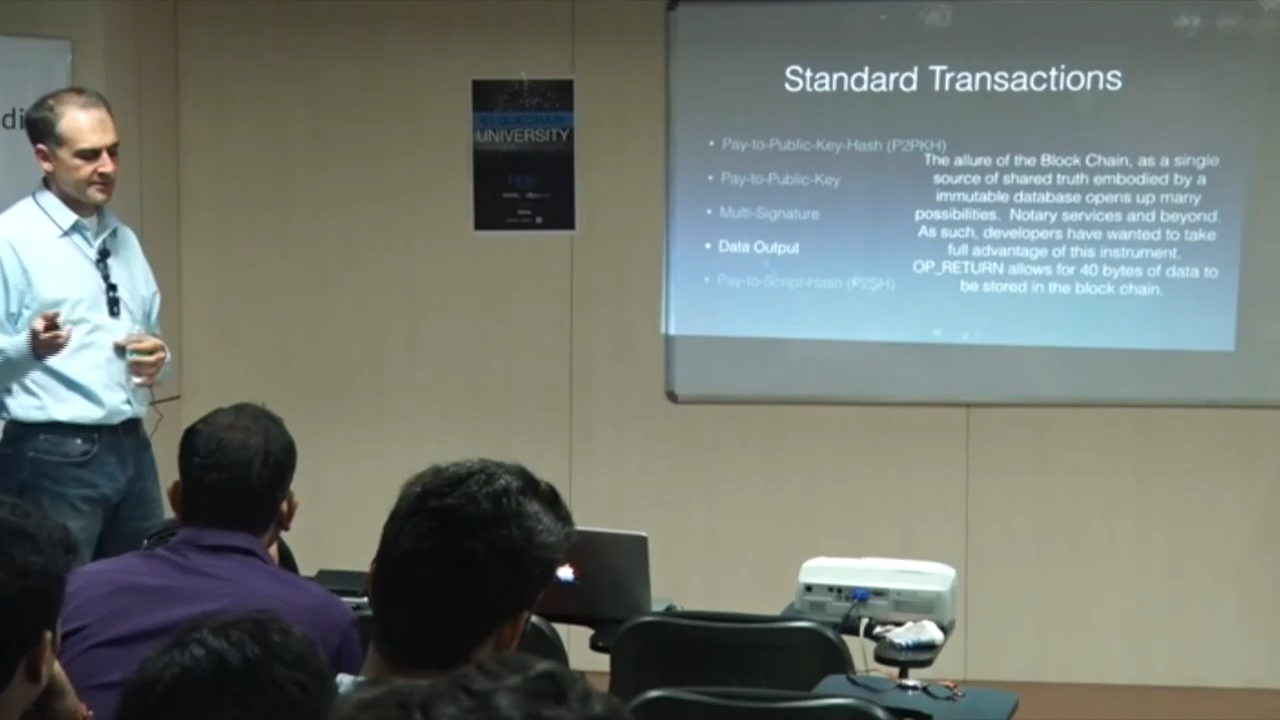 di
BLOCKCHAIN
UNIVERSITY
Standard Transactions
• Pay-to-Public-Key-Hash (P2PKH)
• Pay-to-Public-Key
• Multi-Signature
• Data Output
• Pay-to-Script-Hash (P2SH)
The allure of the Block Chain, as a single
source of shared truth embodied by a
immutable database opens up many
possibilities. Notary services and beyond.
As such, developers have wanted to take
full advantage of this instrument.
OP_RETURN allows for 40 bytes of data to
be stored in the block chain.